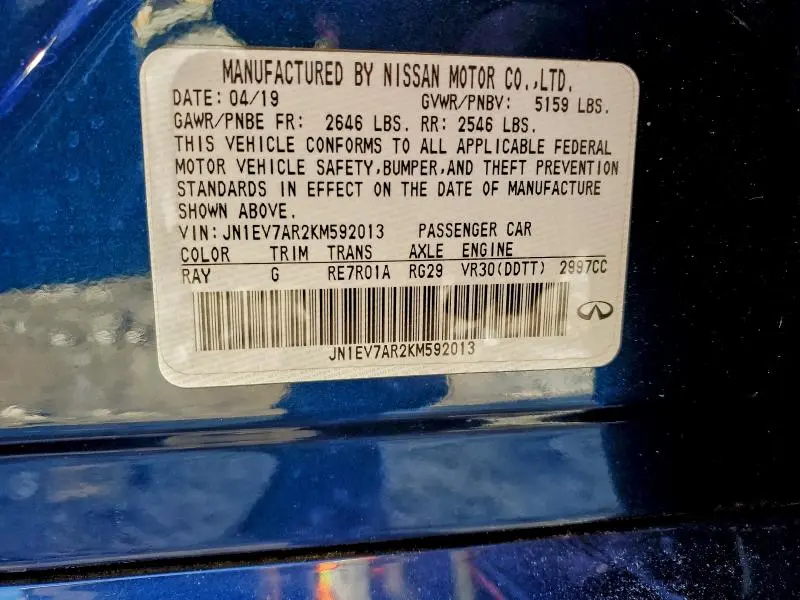 MANUFACTURED BY NISSAN MOTOR CO.,LTD.
DATE: 04/19 GVWR/PNBV: 5159 LBS.
GAWR/PNBE FR: 2646 LBS. RR: 2546 LBS.
THIS VEHICLE CONFORMS TO ALL APPLICABLE FEDERAL
MOTOR VEHICLE SAFETY,BUMPER,AND THEFT PREVENTION
STANDARDS IN EFFECT ON THE DATE OF MANUFACTURE
SHOWN ABOVE.
VIN: JN1EV7AR2KM592013 PASSENGER CAR
COLOR TRIM TRANS AXLE ENGINE
RAY G RE7R01A RG29 VR30(DDTT) 2997CC
JN1EV7AR2KM592013